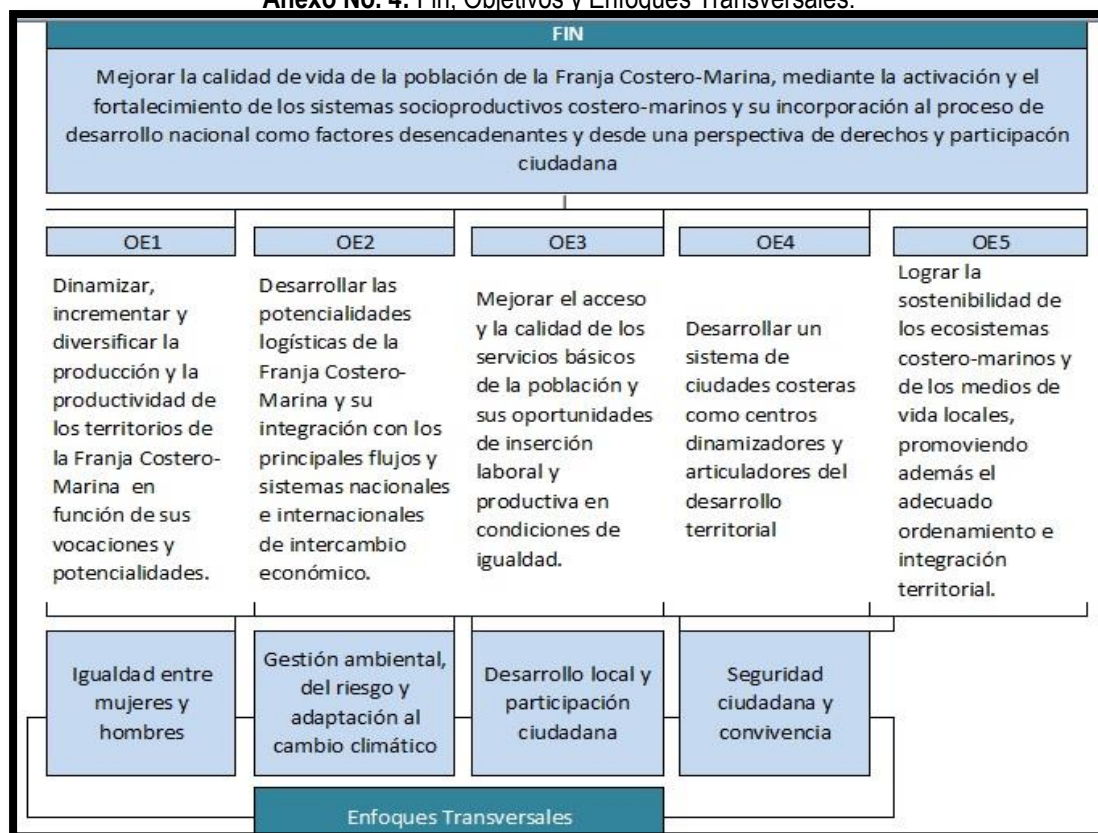 Anexo No. 4: Fin, Objetivos y Enfoques Transversales.
FIN
Mejorar la calidad de vida de la población de la Franja Costero-Marina, mediante la activación y el
fortalecimiento de los sistemas socioproductivos costero-marinos y su incorporación al proceso de
desarrollo nacional como factores desencadenantes y desde una perspectiva de derechos y participacón
ciudadana
OE1
Dinamizar,
incrementar y
diversificar la
producción y la
productividad de
los territorios de
la Franja Costero-
Marina en
función de sus
vocaciones y
potencialidades.
OE2
Desarrollar las
potencialidades
logísticas de la
Franja Costero-
Marina y su
integración con los
principales flujos y
sistemas nacionales
e internacionales
de intercambio
económico.
OE3
Mejorar el acceso
y la calidad de los
servicios básicos
de la población y
sus oportunidades
de inserción
laboral y
productiva en
condiciones de
igualdad.
OE4
Desarrollar un
sistema de
ciudades costeras
como centros
dinamizadores y
articuladores del
desarrollo
territorial
OE5
Lograr la
sostenibilidad de
los ecosistemas
costero-marinos y
de los medios de
vida locales,
promoviendo
además el
adecuado
ordenamiento e
integración
territorial.
Igualdad entre
mujeres y
hombres
Gestión ambiental,
del riesgo y
adaptación al
cambio climático
Desarrollo local y
participación
ciudadana
Seguridad
ciudadana y
convivencia
Enfoques Transversales